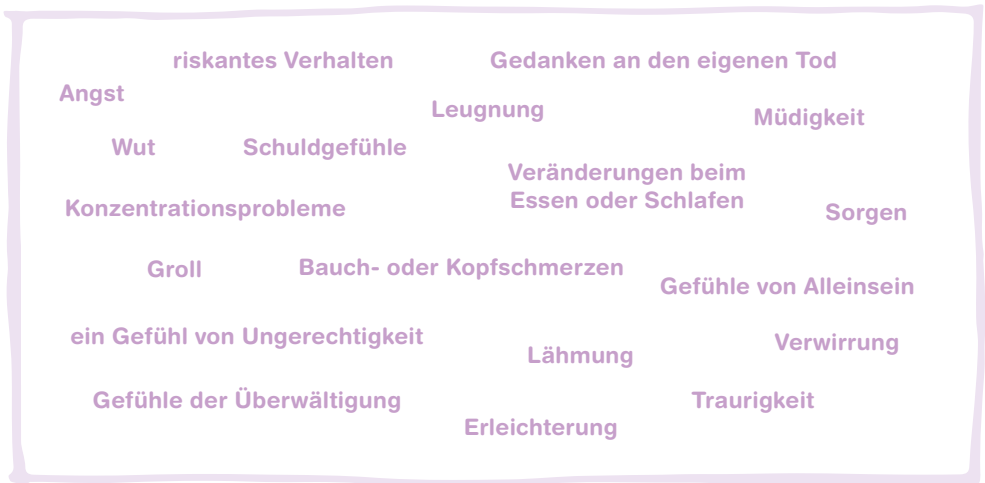 riskantes Verhalten
Gedanken an den eigenen Tod
Angst
Leugnung
Müdigkeit
Wut
Schuldgefühle
Veränderungen beim
Essen oder Schlafen
Konzentrationsprobleme
Sorgen
Groll
Bauch- oder Kopfschmerzen
Gefühle von Alleinsein
ein Gefühl von Ungerechtigkeit
Lähmung
Verwirrung
Gefühle der Überwältigung
Traurigkeit
Erleichterung